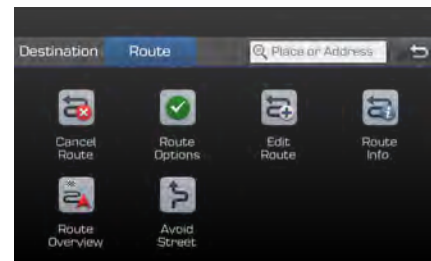 Destination
Route
Place or Address
Cancel
Route
Route
Options
Edit
Route
Route
Info
Route
Overview
Avoid
Street